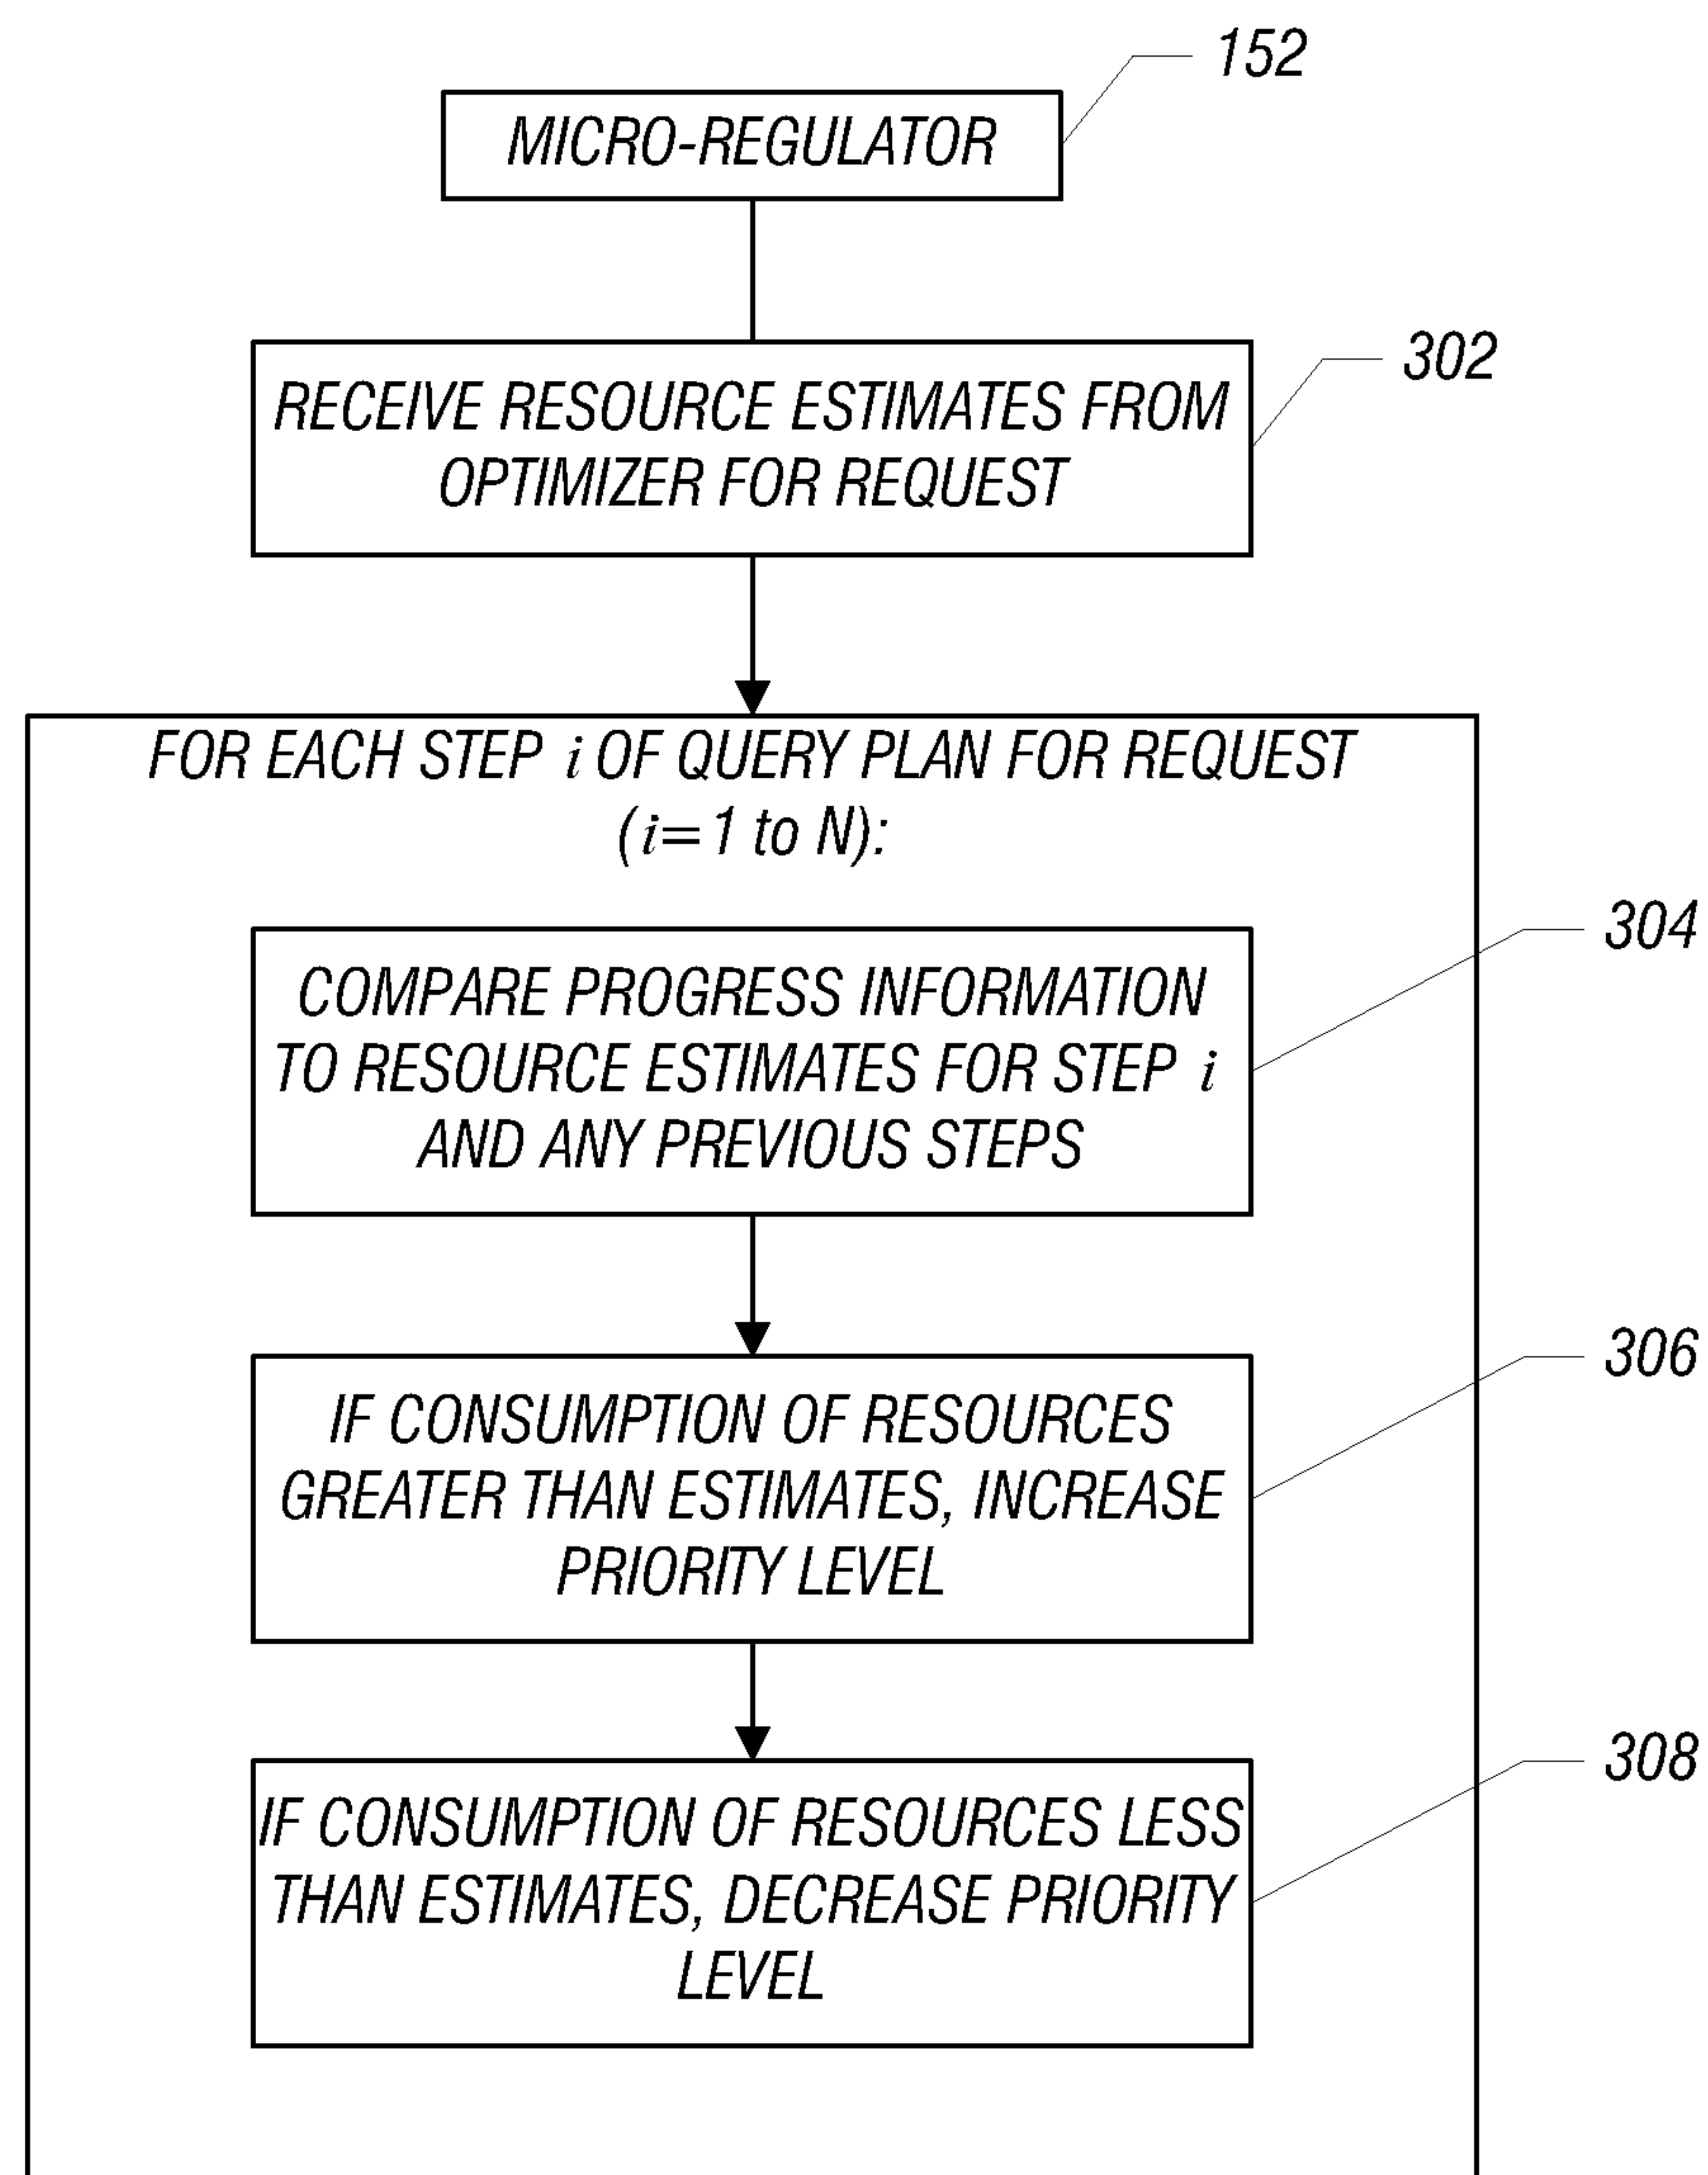 152
MICRO-REGULATOR
302
RECEIVE RESOURCE ESTIMATES FROM
OPTIMIZER FOR REQUEST
FOR EACH STEP i OF QUERY PLAN FOR REQUEST
(i=1 to N):
304
COMPARE PROGRESS INFORMATION
TO RESOURCE ESTIMATES FOR STEP i
AND ANY PREVIOUS STEPS
306
IF CONSUMPTION OF RESOURCES
GREATER THAN ESTIMATES, INCREASE
PRIORITY LEVEL
308
IF CONSUMPTION OF RESOURCES LESS
THAN ESTIMATES, DECREASE PRIORITY
LEVEL